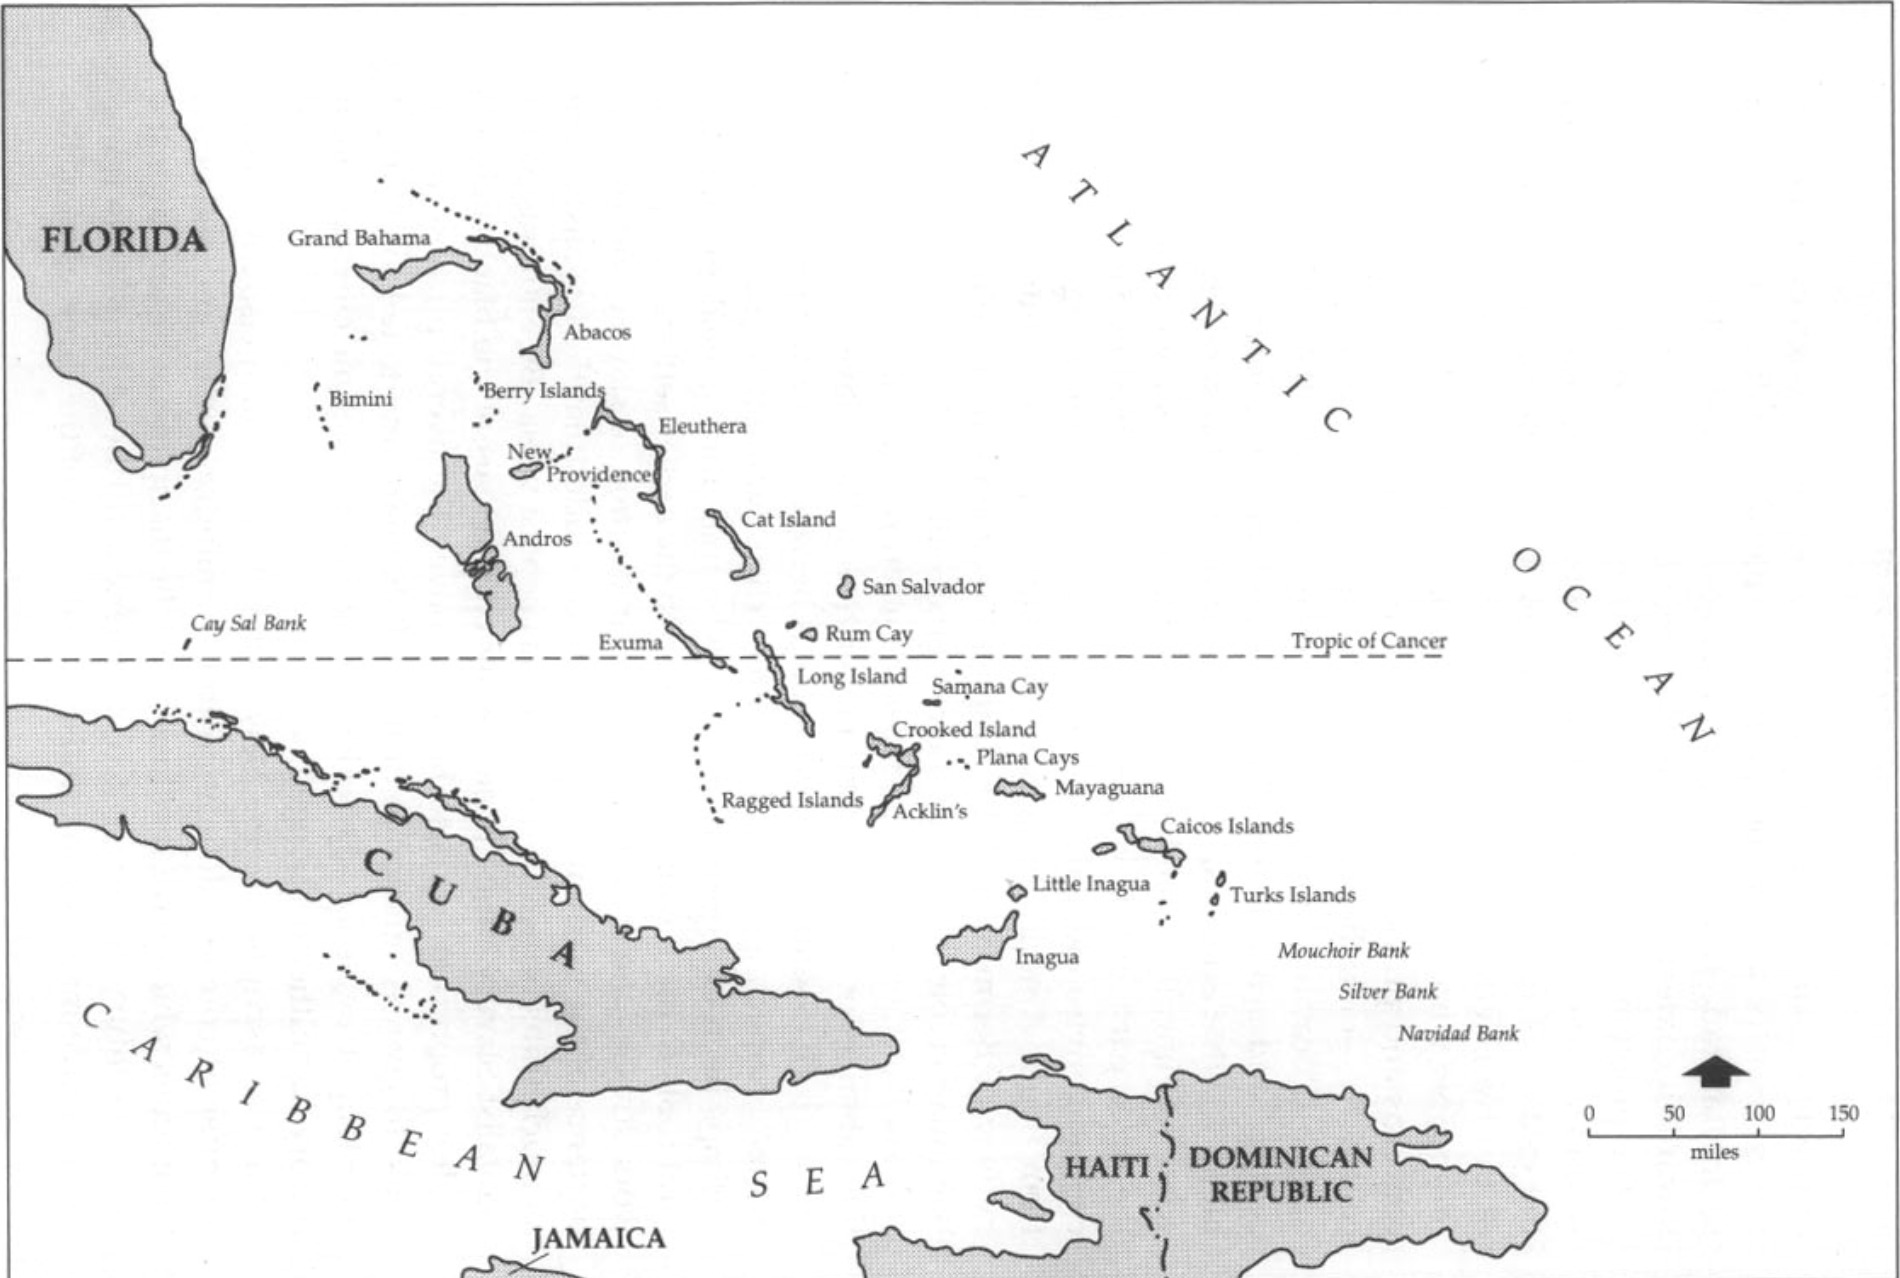 ATLANTIC
FLORIDA
Grand Bahama
Abacos
Berry Islands
Bimini
Eleuthera
New
Providence
Cat Island
Andros
OCEAN
San Salvador
Cay Sal Bank
Rum Cay
Exuma
Tropic of Cancer
Long Island
Samana Cay
Crooked Island
Plana Cays
Mayaguana
Ragged Islands
Acklin's
Caicos Islands
CUBA
Little Inagua
Turks Islands
Inagua
Mouchoir Bank
Silver Bank
Navidad Bank
CARIBBEAN SEA
0 50 100 150
miles
HAITI
DOMINICAN
REPUBLIC
JAMAICA